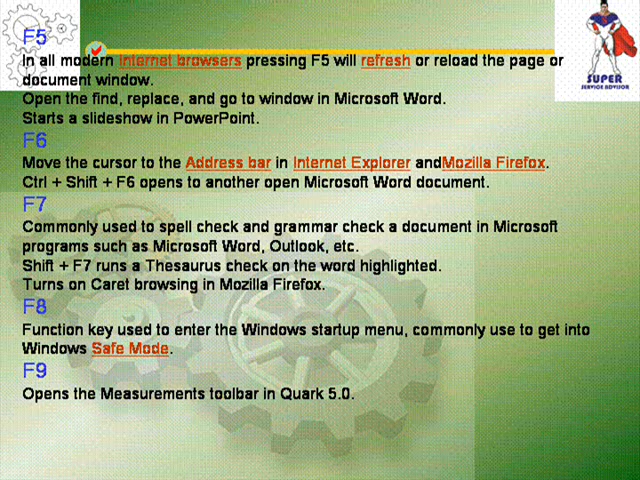 F5
In all modern Internet browsers pressing F5 will refresh or reload the page or
document window.
Open the find, replace, and go to window in Microsoft Word.
Starts a slideshow in PowerPoint.
F6
Move the cursor to the Address bar in Internet Explorer andMozilla Firefox.
Ctrl + Shift + F6 opens to another open Microsoft Word document.
F7
Commonly used to spell check and grammar check a document in Microsoft
programs such as Microsoft Word, Outlook, etc.
Shift + F7 runs a Thesaurus check on the word highlighted.
Turns on Caret browsing in Mozilla Firefox.
F8
Function key used to enter the Windows startup menu, commonly use to get into
Windows Safe Mode.
F9
Opens the Measurements toolbar in Quark 5.0.
SUPER
SERVICE ADVISOR